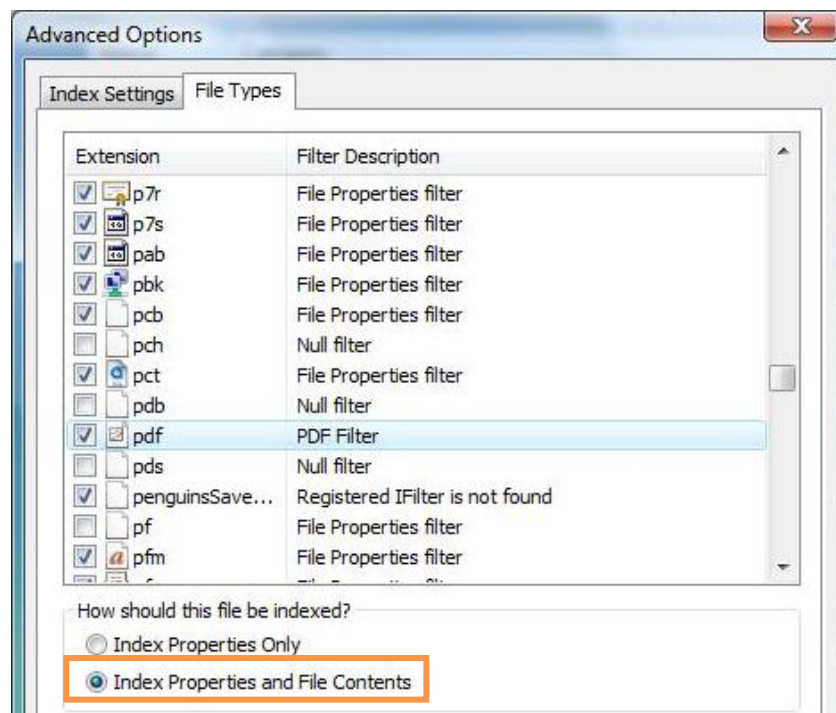 Advanced Options
Index Settings File Types
Extension Filter Description
p7r File Properties filter
p7s File Properties filter
pab File Properties filter
pbk File Properties filter
pcb File Properties filter
pch Null filter
pct File Properties filter
pdb Null filter
pdf PDF Filter
pds Null filter
penguinsSave... Registered IFilter is not found
pf File Properties filter
pfm File Properties filter
How should this file be indexed?
Index Properties Only
Index Properties and File Contents